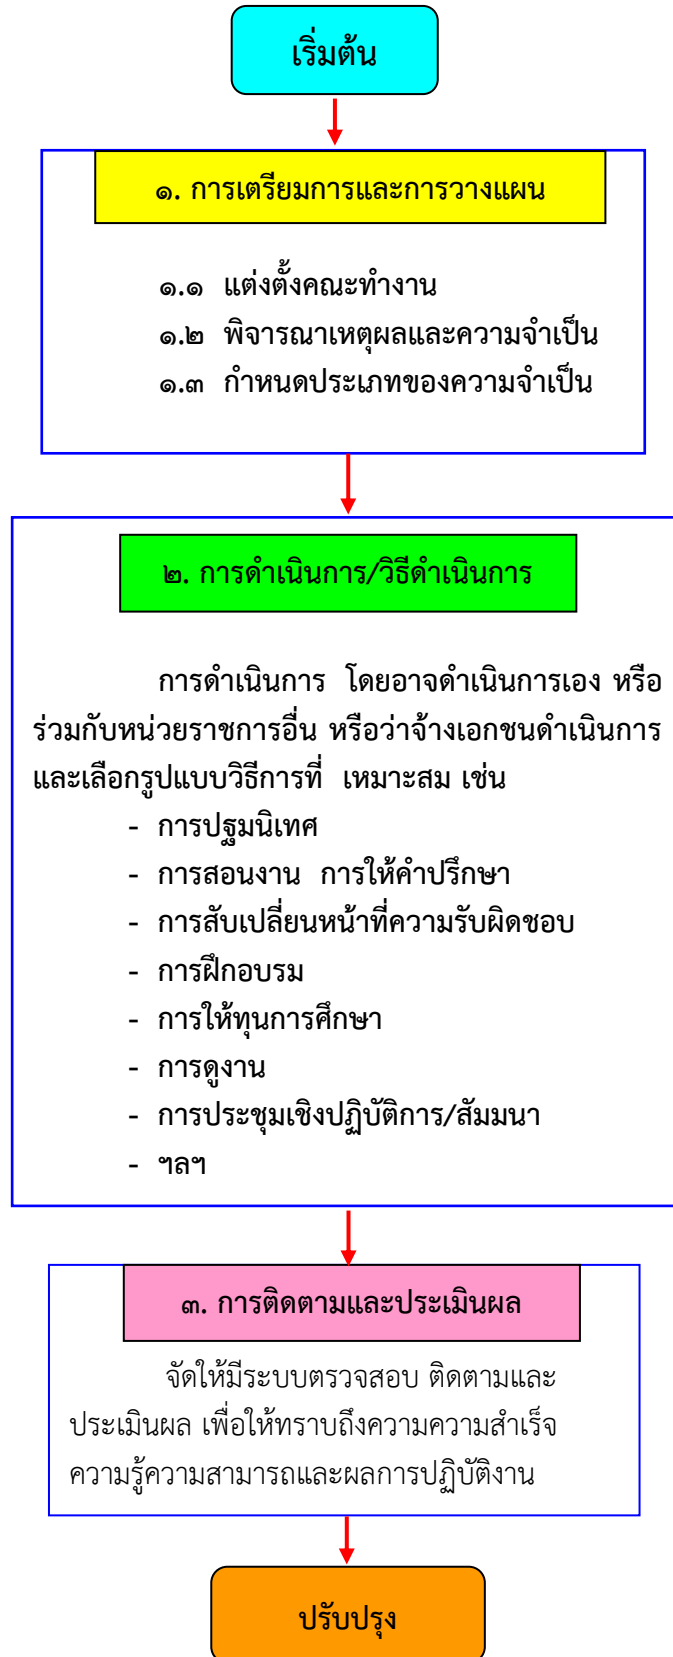 เริ่มต้น
๑. การเตรียมการและการวางแผน
๑.๑ แต่งตั้งคณะทำงาน
๑.๒ พิจารณาเหตุผลและความจำเป็น
๑.๓ กำหนดประเภทของความจำเป็น
๒. การดำเนินการ/วิธีดำเนินการ
การดำเนินการ โดยอาจดำเนินการเอง หรือ
ร่วมกับหน่วยราชการอื่น หรือว่าจ้างเอกชนดำเนินการ
และเลือกรูปแบบวิธีการที่ เหมาะสม เช่น
- การปฐมนิเทศ
- การสอนงาน การให้คำปรึกษา
- การสับเปลี่ยนหน้าที่ความรับผิดชอบ
- การฝึกอบรม
- การให้ทุนการศึกษา
- การดูงาน
- การประชุมเชิงปฏิบัติการ/สัมมนา
- ฯลฯ
๓. การติดตามและประเมินผล
จัดให้มีระบบตรวจสอบ ติดตามและ
ประเมินผล เพื่อให้ทราบถึงความความสำเร็จ
ความรู้ความสามารถและผลการปฏิบัติงาน
ปรับปรุง